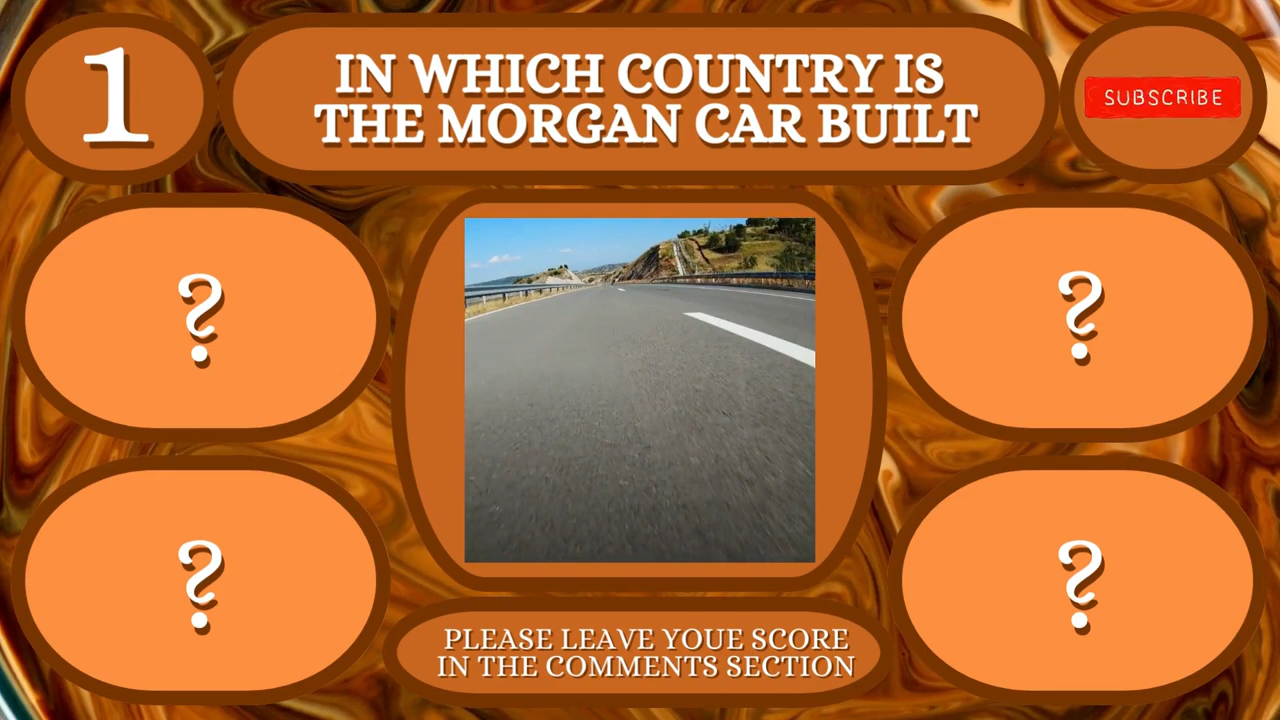 1
IN WHICH COUNTRY IS
THE MORGAN CAR BUILT
SUBSCRIBE
?
?
?
?
PLEASE LEAVE YOUE SCORE
IN THE COMMENTS SECTION